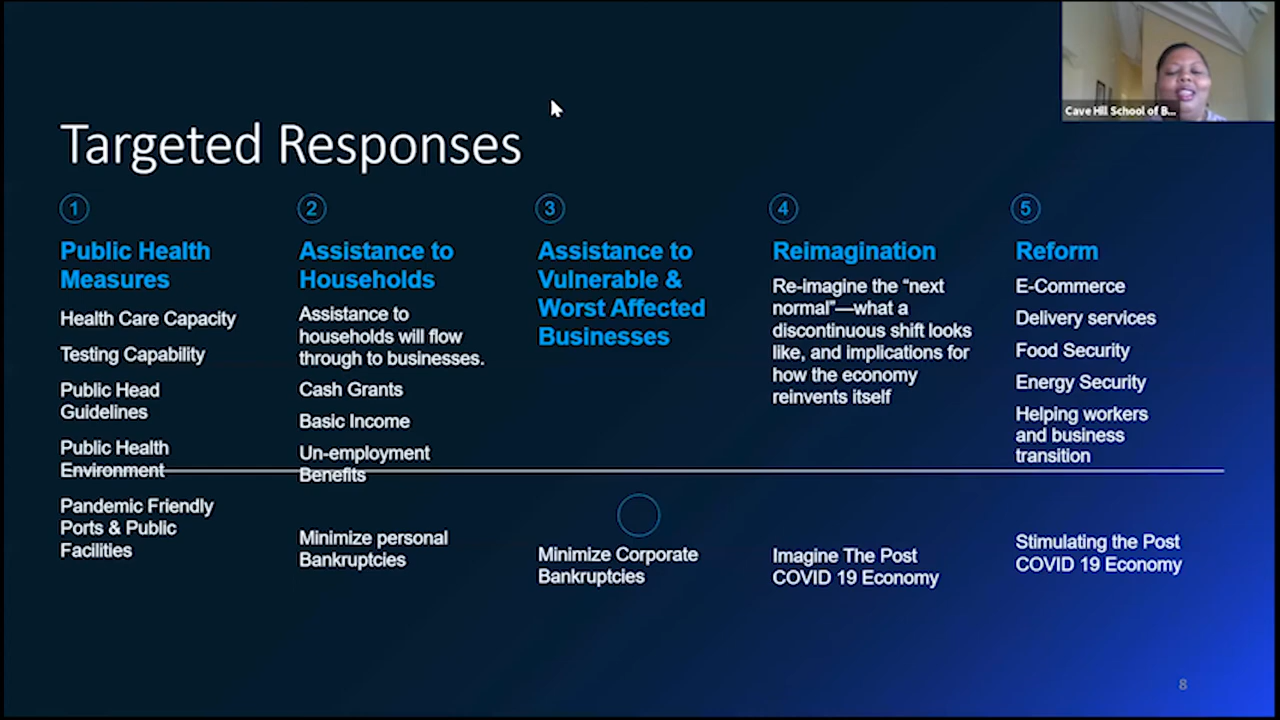 Cave Hill School of B...
Targeted Responses
1
Public Health
Measures
Health Care Capacity
Testing Capability
Public Head
Guidelines
Public Health
Environment
Pandemic Friendly
Ports & Public
Facilities
2
Assistance to
Households
Assistance to
households will flow
through to businesses.
Cash Grants
Basic Income
Un-employment
Benefits
Minimize personal
Bankruptcies
3
Assistance to
Vulnerable &
Worst Affected
Businesses
Minimize Corporate
Bankruptcies
4
Reimagination
Re-imagine the “next
normal”—what a
discontinuous shift looks
like, and implications for
how the economy
reinvents itself
Imagine The Post
COVID 19 Economy
5
Reform
E-Commerce
Delivery services
Food Security
Energy Security
Helping workers
and business
transition
Stimulating the Post
COVID 19 Economy
8